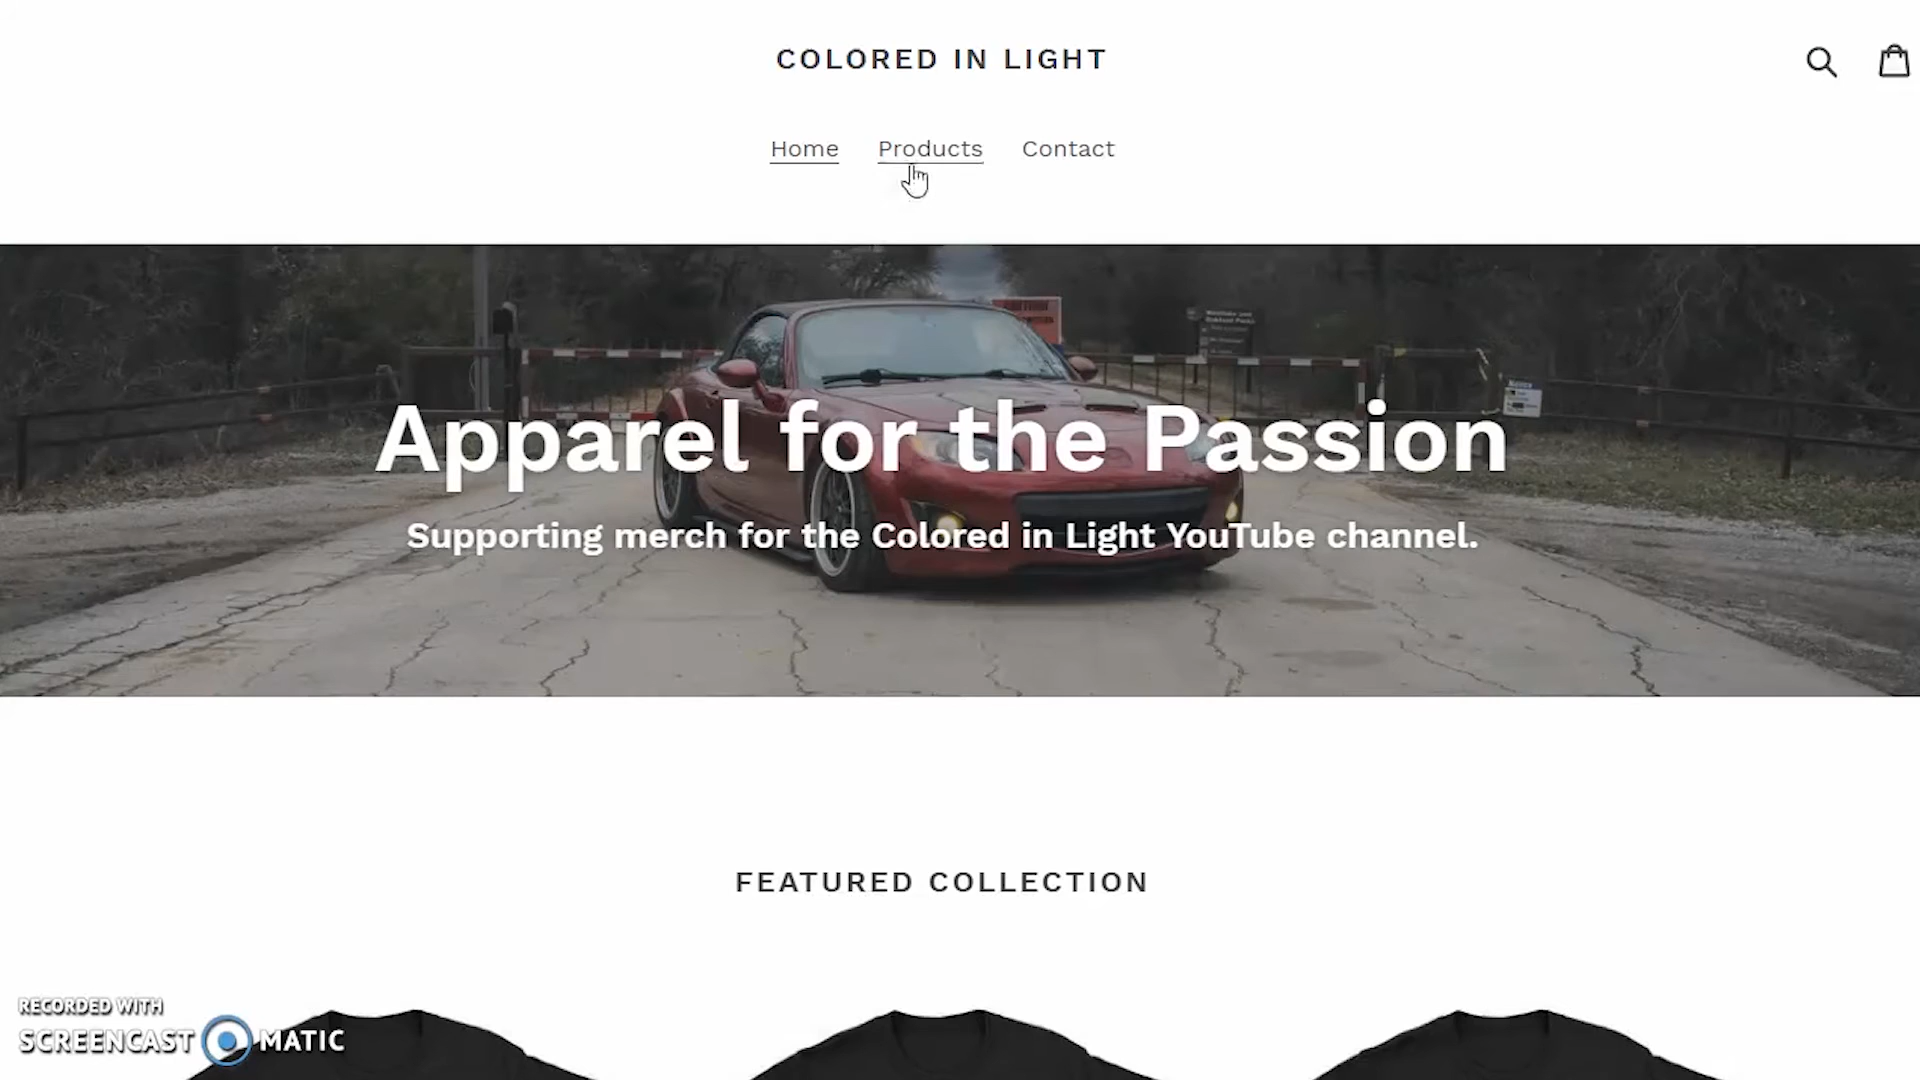 COLORED IN LIGHT
Home Products Contact
Apparel for the Passion
Supporting merch for the Colored in Light YouTube channel.
FEATURED COLLECTION
RECORDED WITH
SCREENCAST MATIC